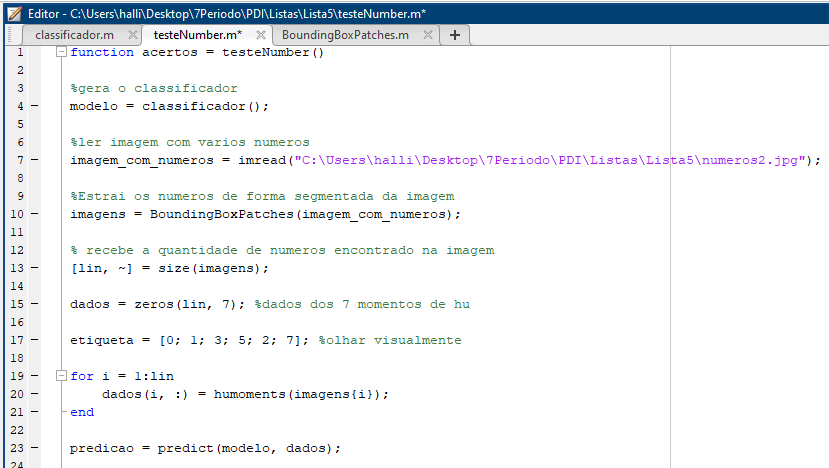 Editor - C:\Users\halli\Desktop\7Periodo\PDI\Listas\Lista5\testeNumber.m*
classificador.m testeNumber.m* BoundingBoxPatches.m +
1 function acertos = testeNumber()
2
3 %gera o classificador
4 modelo = classificador();
5
6 %ler imagem com varios numeros
7 imagem_com_numeros = imread("C:\Users\halli\Desktop\7Periodo\PDI\Listas\Lista5\numeros2.jpg");
8
9 %Estrai os numeros de forma segmentada da imagem
10 imagens = BoundingBoxPatches(imagem_com_numeros);
11
12 % recebe a quantidade de numeros encontrado na imagem
13 [lin, ~] = size(imagens);
14
15 dados = zeros(lin, 7); %dados dos 7 momentos de hu
16
17 etiqueta = [0; 1; 3; 5; 2; 7]; %olhar visualmente
18
19 for i = 1:lin
20 dados(i, :) = humoments(imagens{i});
21 end
22
23 predicao = predict(modelo, dados);
24